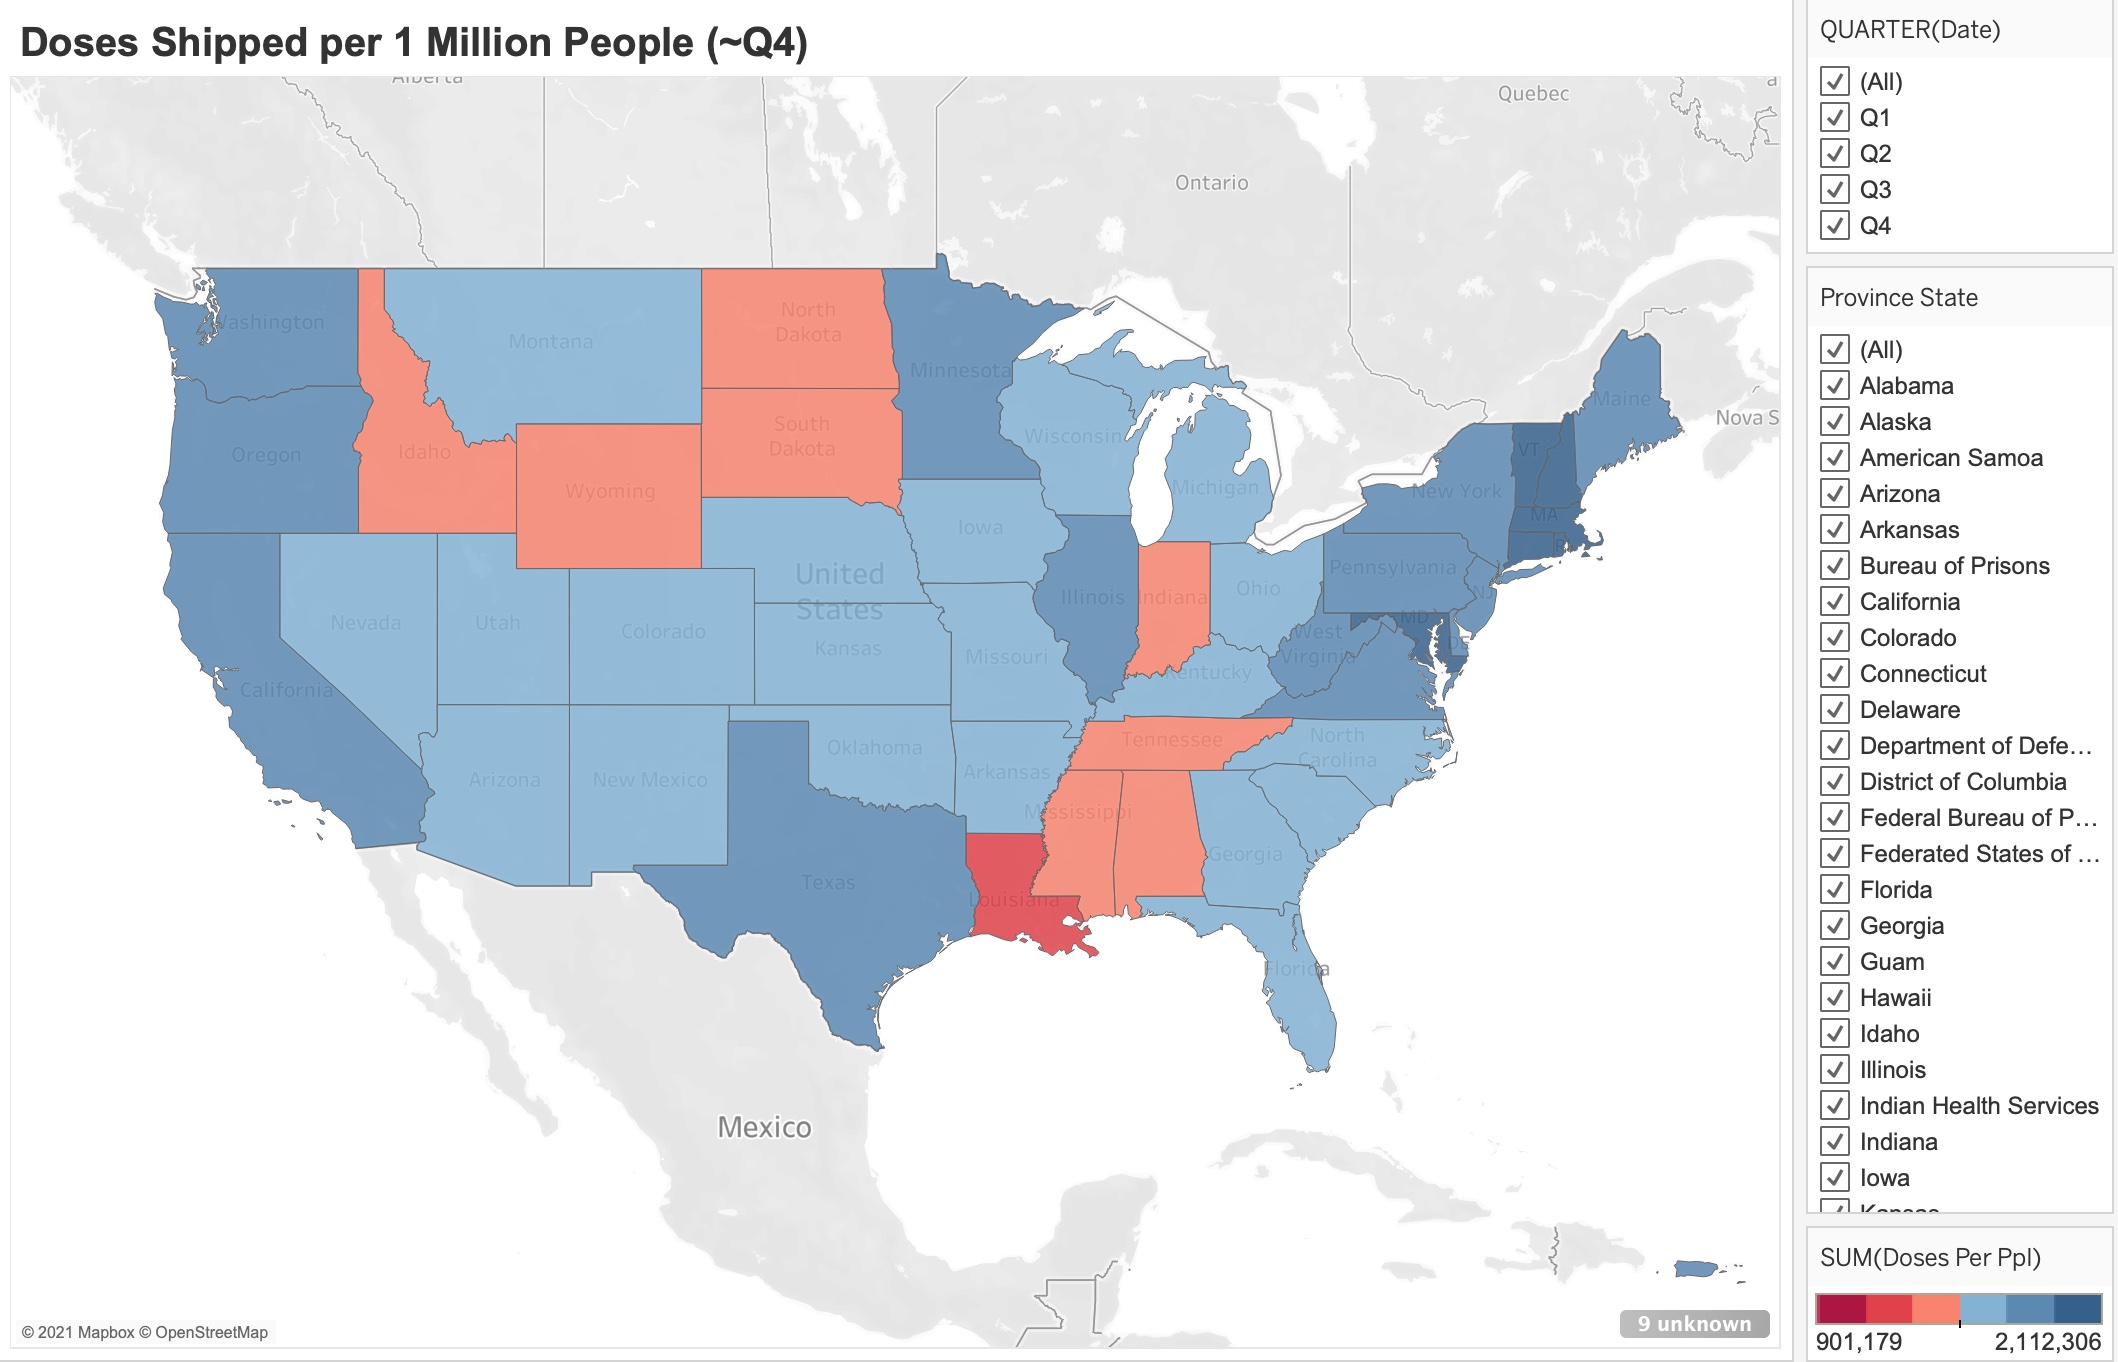 Doses Shipped per 1 Million People (~Q4)
Alberta
Quebec
Ontario
Nova S
Washington
Montana
North
Dakota
Minnesota
Maine
Oregon
Idaho
South
Dakota
Wisconsin
VT
Wyoming
Michigan
New York
MA
Iowa
United
States
Pennsylvania
Illinois
Indiana
Ohio
NJ
Nevada
Utah
Colorado
Kansas
Missouri
West
Virginia
MD
DE
California
Kentucky
Oklahoma
Tennessee
North
Carolina
Arizona
New Mexico
Arkansas
Mississippi
Texas
Louisiana
Georgia
Florida
Mexico
© 2021 Mapbox © OpenStreetMap
9 unknown
QUARTER(Date)
(All)
Q1
Q2
Q3
Q4
Province State
(All)
Alabama
Alaska
American Samoa
Arizona
Arkansas
Bureau of Prisons
California
Colorado
Connecticut
Delaware
Department of Defe...
District of Columbia
Federal Bureau of P...
Federated States of ...
Florida
Georgia
Guam
Hawaii
Idaho
Illinois
Indian Health Services
Indiana
Iowa
Kansas
SUM(Doses Per Ppl)
901,179 2,112,306